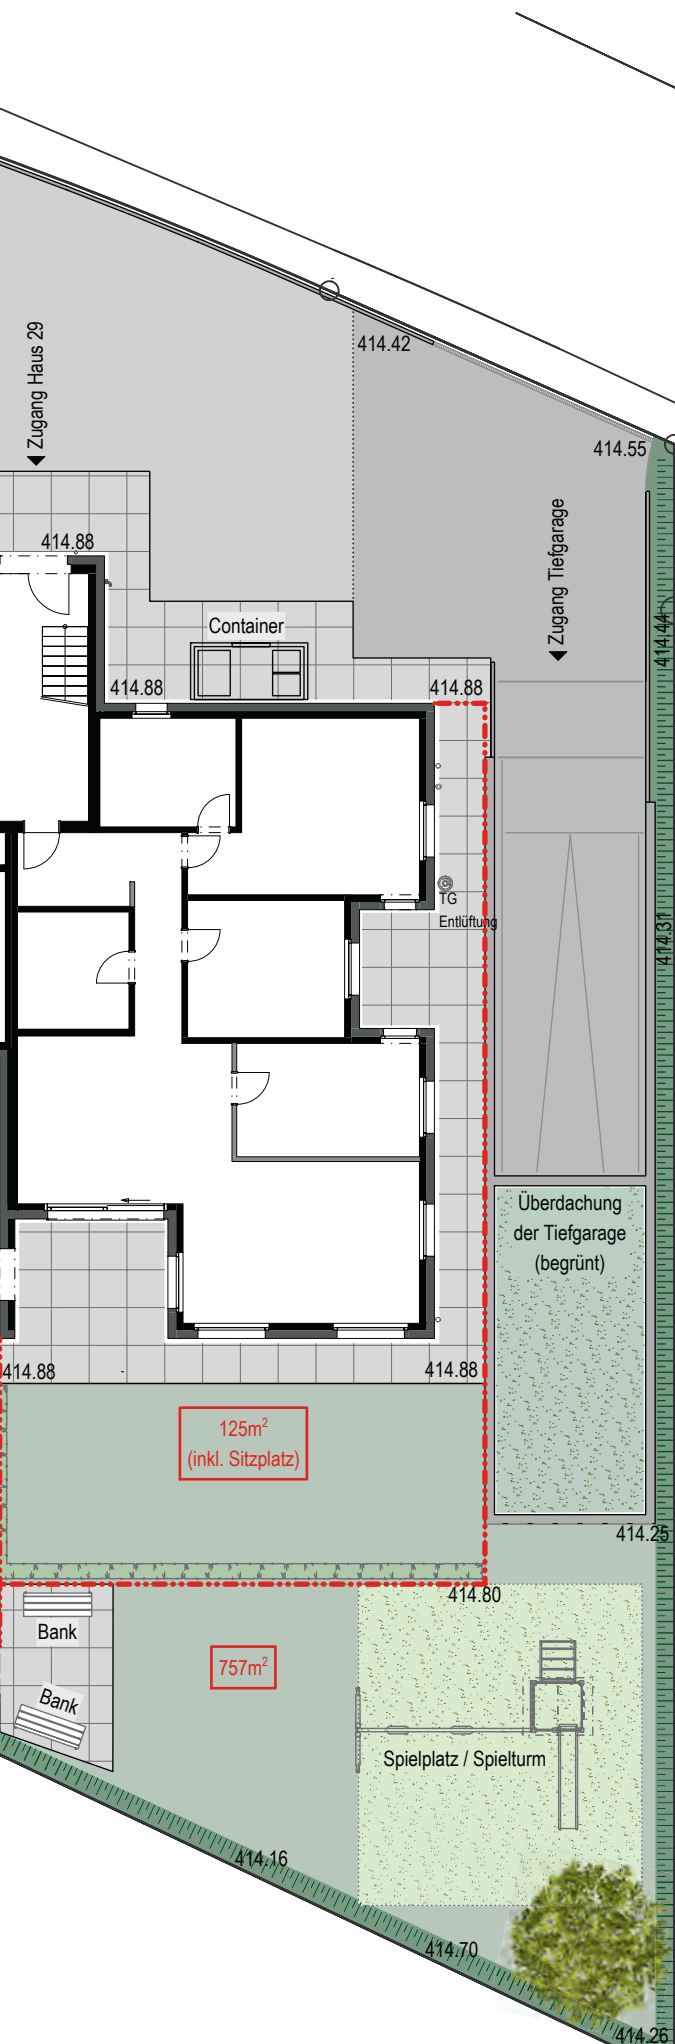 414.42
Zugang Haus 29
414.55
Zugang Tiefgarage
414.88
414.44
Container
414.88
414.88
TG
Entlüftung
414.31
Überdachung
der Tiefgarage
(begrünt)
414.88
414.88
125m²
(inkl. Sitzplatz)
414.25
414.80
Bank
757m²
Bank
Spielplatz / Spielturm
414.16
414.70
414.26